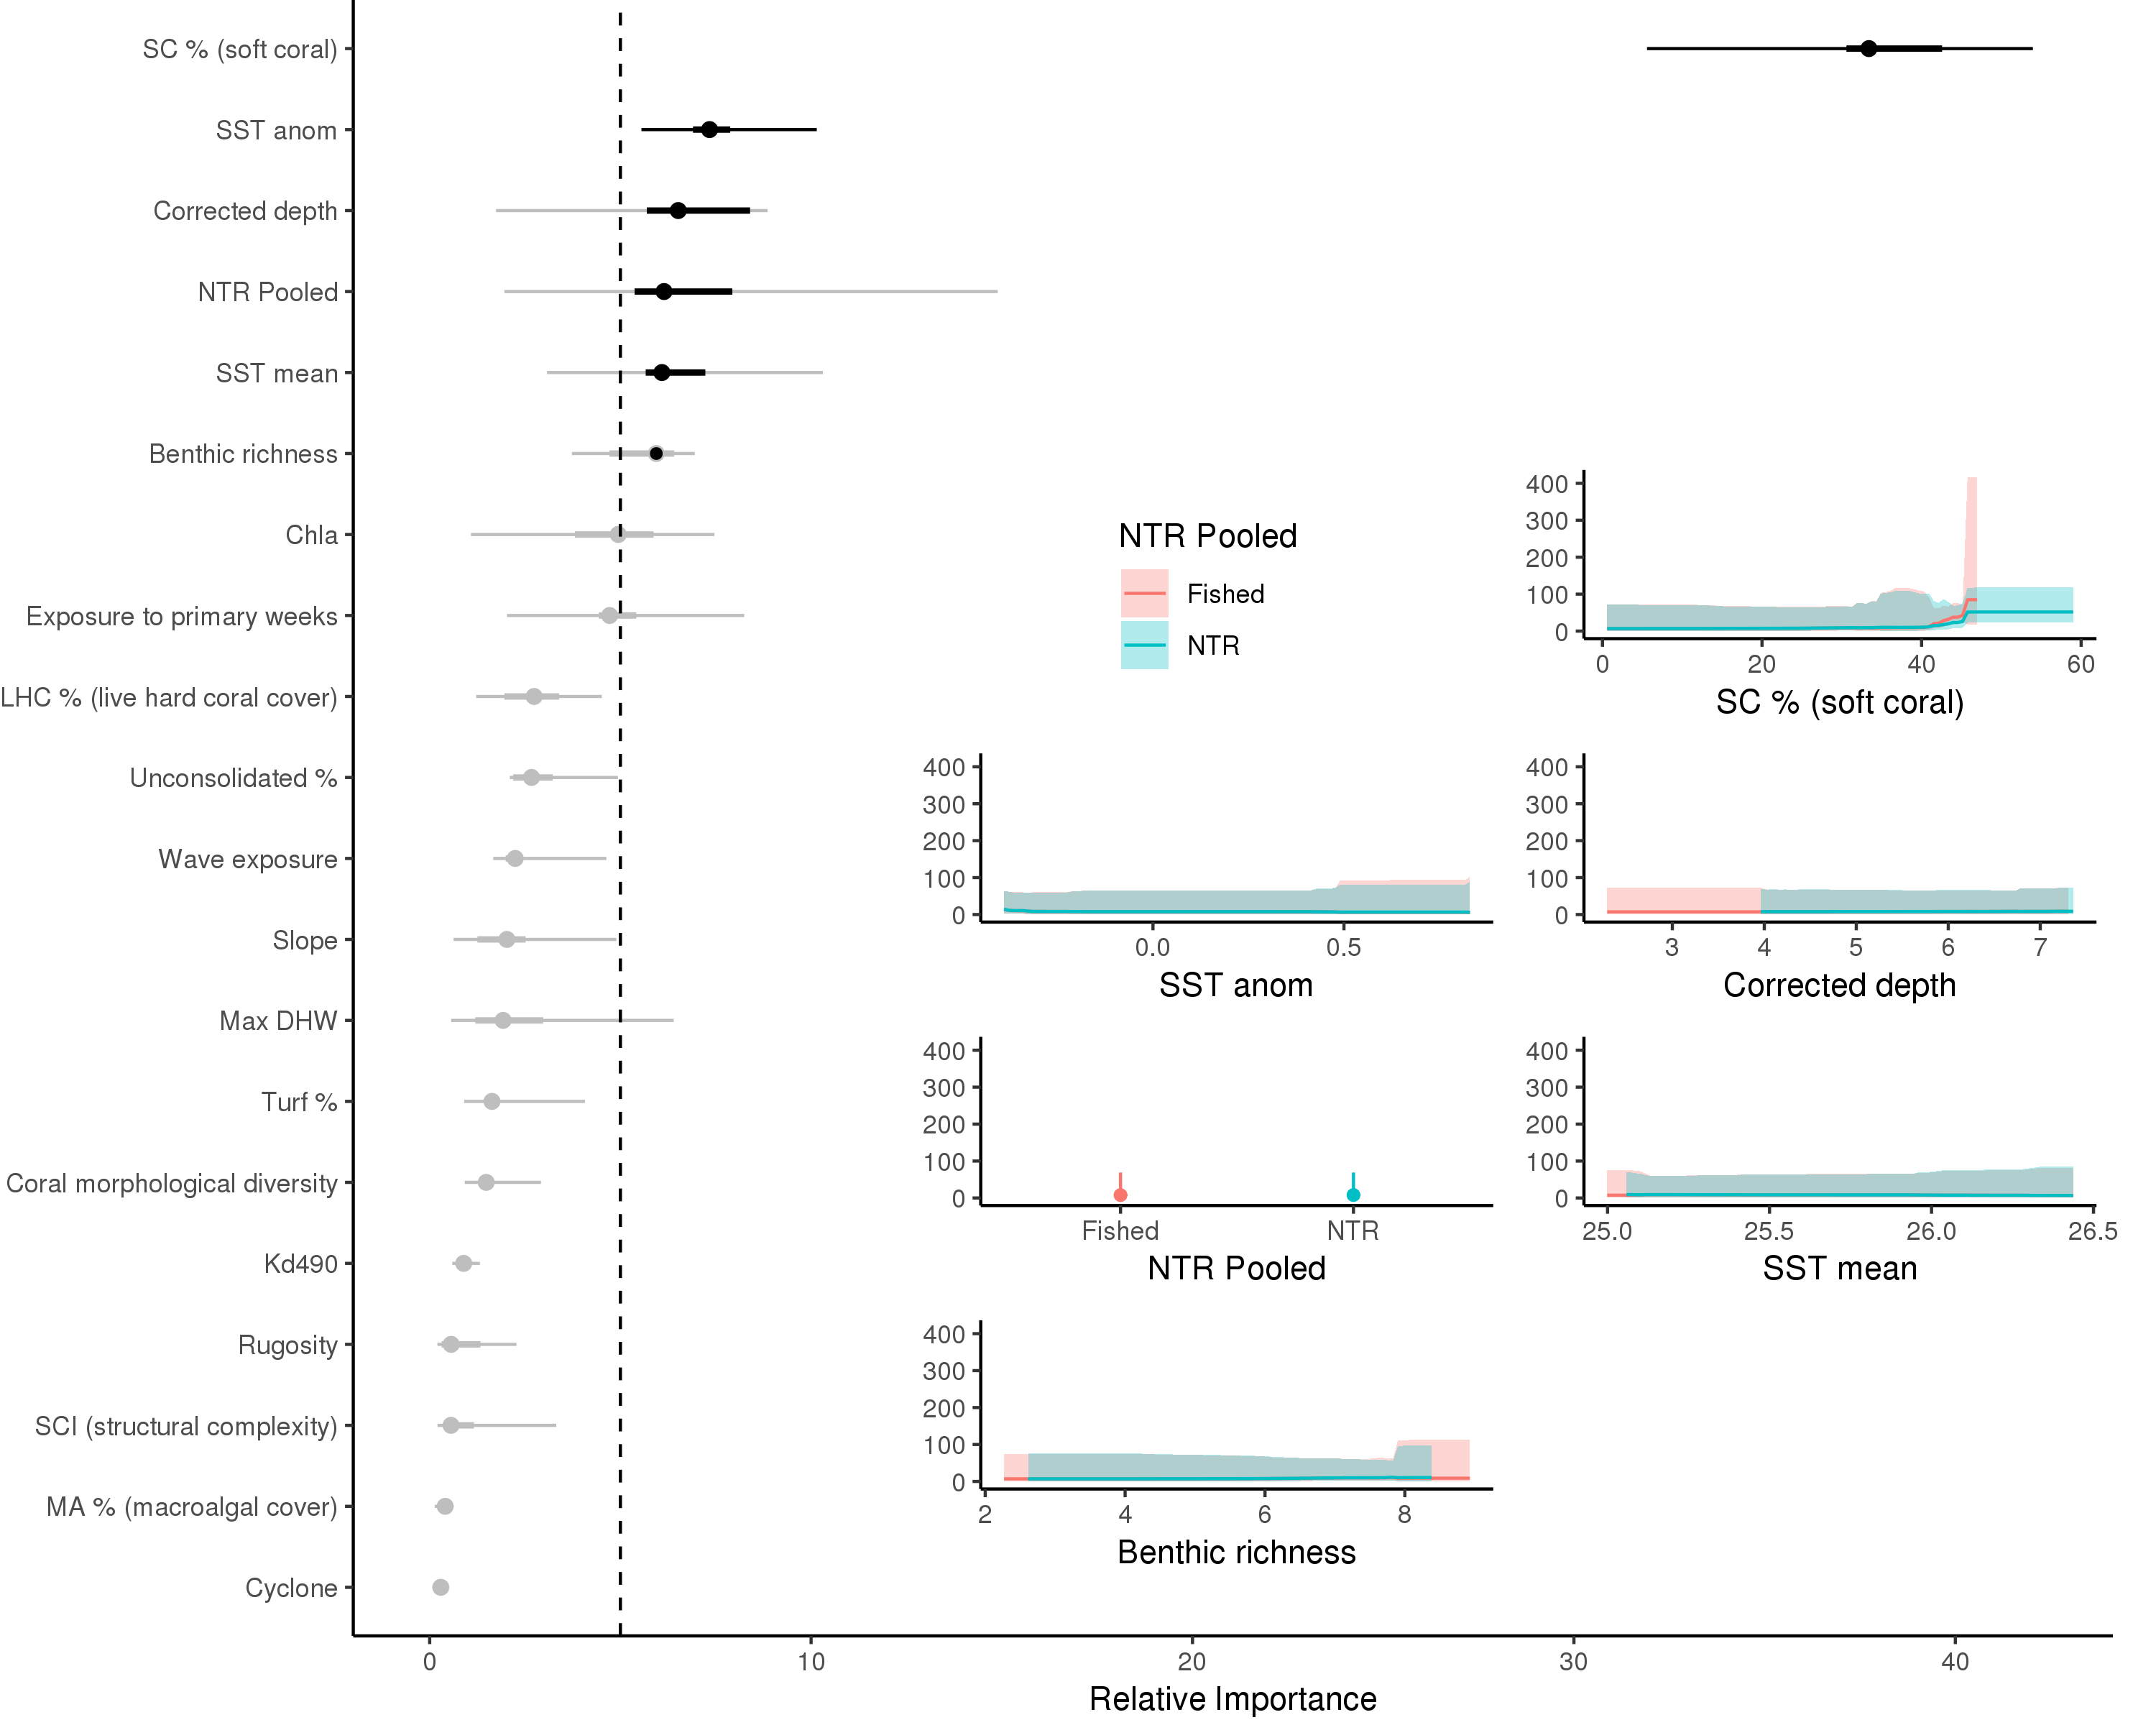 SC % (soft coral)
SST anom
Corrected depth
NTR Pooled
SST mean
Benthic richness
Chla
Exposure to primary weeks
LHC % (live hard coral cover)
Unconsolidated %
Wave exposure
Slope
Max DHW
Turf %
Coral morphological diversity
Kd490
Rugosity
SCI (structural complexity)
MA % (macroalgal cover)
Cyclone
0 10 20 30 40
Relative Importance
NTR Pooled
Fished
NTR
400
300
200
100
0
0 20 40 60
SC % (soft coral)
400
300
200
100
0
0.0 0.5
SST anom
400
300
200
100
0
3 4 5 6 7
Corrected depth
400
300
200
100
0
Fished NTR
NTR Pooled
400
300
200
100
0
25.0 25.5 26.0 26.5
SST mean
400
300
200
100
0
2 4 6 8
Benthic richness